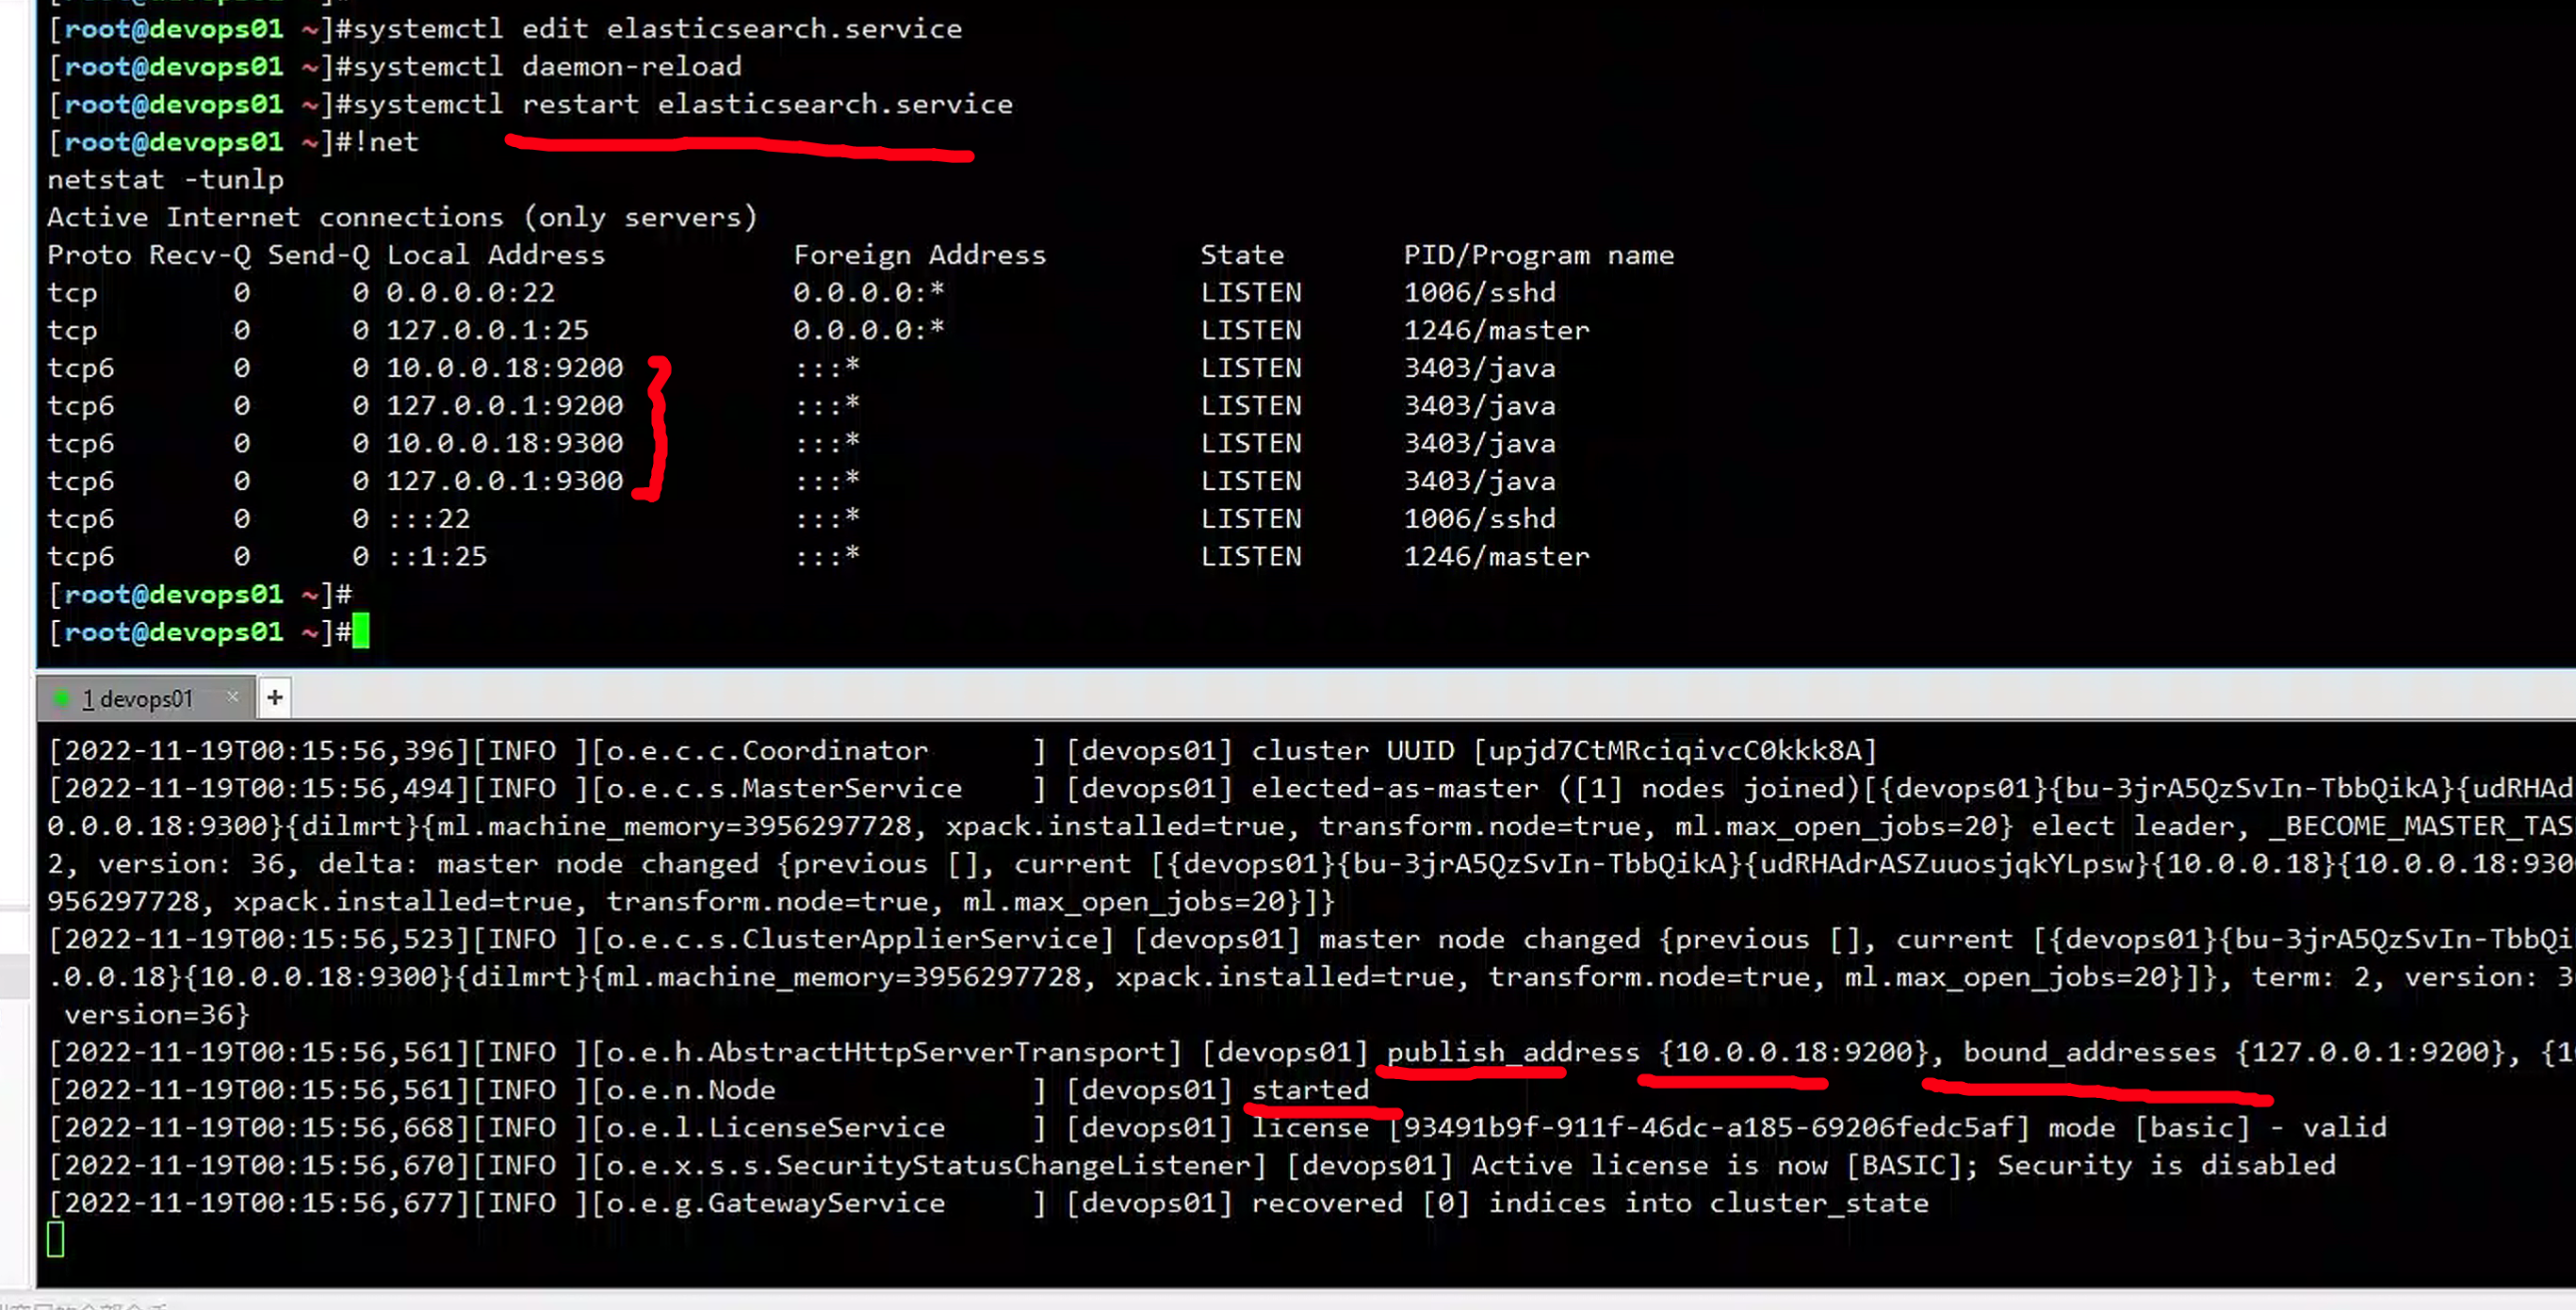 [root@devops01 ~]#systemctl edit elasticsearch.service
[root@devops01 ~]#systemctl daemon-reload
[root@devops01 ~]#systemctl restart elasticsearch.service
[root@devops01 ~]#!net
netstat -tunlp
Active Internet connections (only servers)
Proto Recv-Q Send-Q Local Address Foreign Address State PID/Program name
tcp 0 0 0.0.0.0:22 0.0.0.0:* LISTEN 1006/sshd
tcp 0 0 127.0.0.1:25 0.0.0.0:* LISTEN 1246/master
tcp6 0 0 10.0.0.18:9200 :::* LISTEN 3403/java
tcp6 0 0 127.0.0.1:9200 :::* LISTEN 3403/java
tcp6 0 0 10.0.0.18:9300 :::* LISTEN 3403/java
tcp6 0 0 127.0.0.1:9300 :::* LISTEN 3403/java
tcp6 0 0 :::22 :::* LISTEN 1006/sshd
tcp6 0 0 ::1:25 :::* LISTEN 1246/master
[root@devops01 ~]#
[root@devops01 ~]#
1 devops01 × +
[2022-11-19T00:15:56,396][INFO ][o.e.c.c.Coordinator ] [devops01] cluster UUID [upjd7CtMRciqivcC0kkk8A]
[2022-11-19T00:15:56,494][INFO ][o.e.c.s.MasterService ] [devops01] elected-as-master ([1] nodes joined)[{devops01}{bu-3jrA5QzSvIn-TbbQikA}{udRHAd
0.0.0.18:9300}{dilmrt}{ml.machine_memory=3956297728, xpack.installed=true, transform.node=true, ml.max_open_jobs=20} elect leader, _BECOME_MASTER_TAS
2, version: 36, delta: master node changed {previous [], current [{devops01}{bu-3jrA5QzSvIn-TbbQikA}{udRHAdrASZuuosjqkYLpsw}{10.0.0.18}{10.0.0.18:930
956297728, xpack.installed=true, transform.node=true, ml.max_open_jobs=20}]}
[2022-11-19T00:15:56,523][INFO ][o.e.c.s.ClusterApplierService] [devops01] master node changed {previous [], current [{devops01}{bu-3jrA5QzSvIn-TbbQi
.0.0.18}{10.0.0.18:9300}{dilmrt}{ml.machine_memory=3956297728, xpack.installed=true, transform.node=true, ml.max_open_jobs=20}]}, term: 2, version: 3
version=36}
[2022-11-19T00:15:56,561][INFO ][o.e.h.AbstractHttpServerTransport] [devops01] publish_address {10.0.0.18:9200}, bound_addresses {127.0.0.1:9200}, {1
[2022-11-19T00:15:56,561][INFO ][o.e.n.Node ] [devops01] started
[2022-11-19T00:15:56,668][INFO ][o.e.l.LicenseService ] [devops01] license [93491b9f-911f-46dc-a185-69206fedc5af] mode [basic] - valid
[2022-11-19T00:15:56,670][INFO ][o.e.x.s.s.SecurityStatusChangeListener] [devops01] Active license is now [BASIC]; Security is disabled
[2022-11-19T00:15:56,677][INFO ][o.e.g.GatewayService ] [devops01] recovered [0] indices into cluster_state